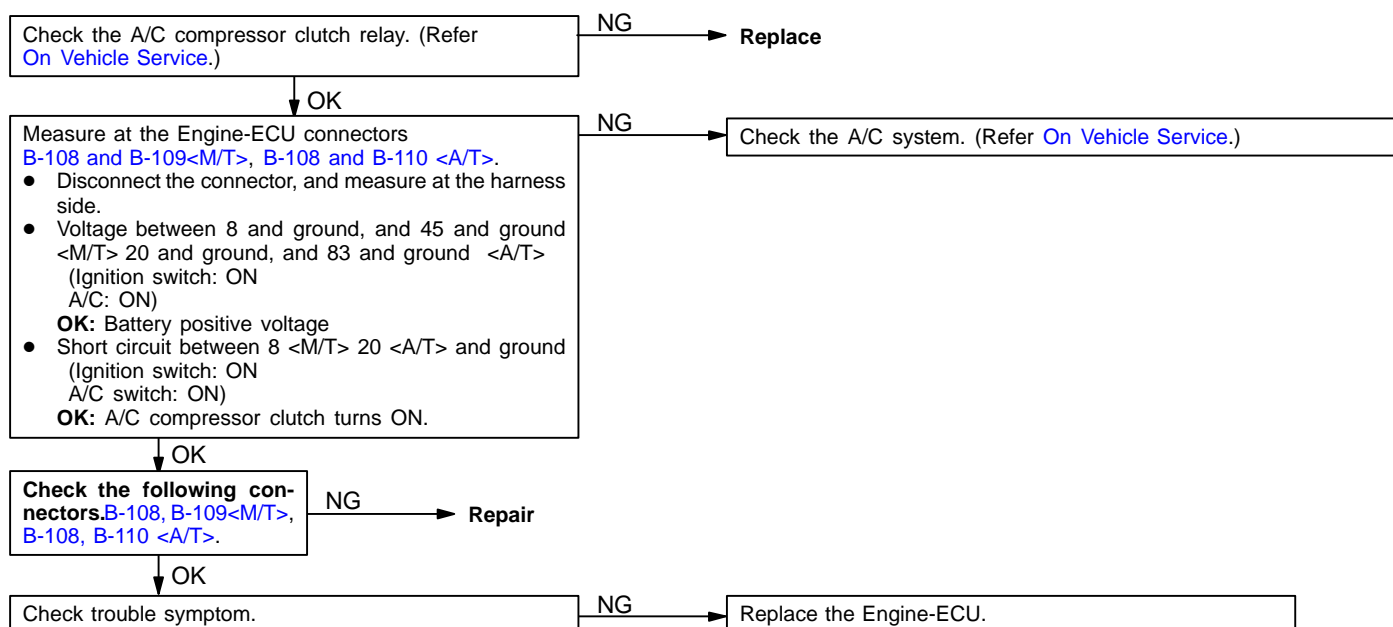 Check the A/C compressor clutch relay. (Refer
On Vehicle Service.)
NG
Replace
OK
Measure at the Engine-ECU connectors
B-108 and B-109<M/T>, B-108 and B-110 <A/T>.
● Disconnect the connector, and measure at the harness
side.
● Voltage between 8 and ground, and 45 and ground
<M/T> 20 and ground, and 83 and ground <A/T>
(Ignition switch: ON
A/C: ON)
OK: Battery positive voltage
● Short circuit between 8 <M/T> 20 <A/T> and ground
(Ignition switch: ON
A/C switch: ON)
OK: A/C compressor clutch turns ON.
NG
Check the A/C system. (Refer On Vehicle Service.)
OK
Check the following con-
nectors.B-108, B-109<M/T>,
B-108, B-110 <A/T>.
NG
Repair
OK
Check trouble symptom.
NG
Replace the Engine-ECU.